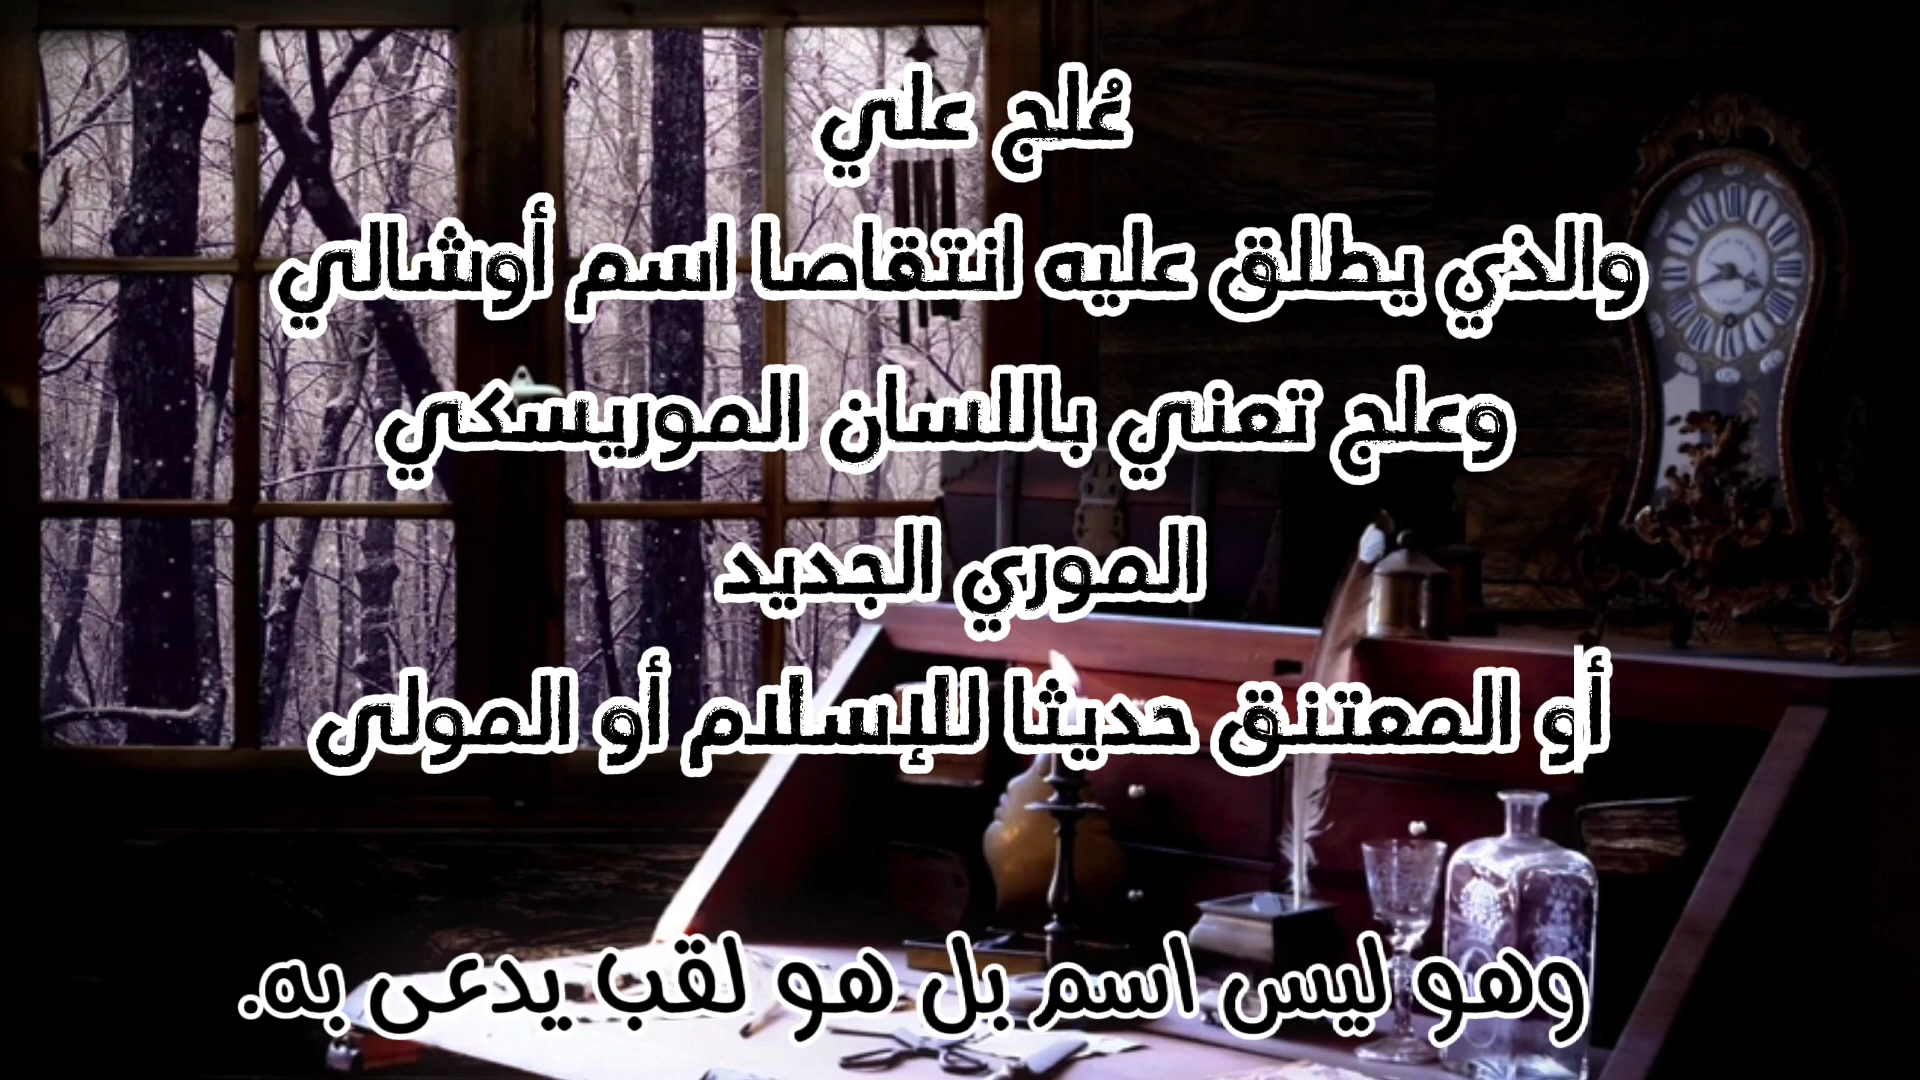 عُلج علي
والذي يطلق عليه انتقاصا اسم أوشالي
وعلج تعني باللسان الموريسكي
الموري الجديد
أو المعتنق حديثا للإسلام أو المولى
وهو ليس اسم بل هو لقب يدعى به.